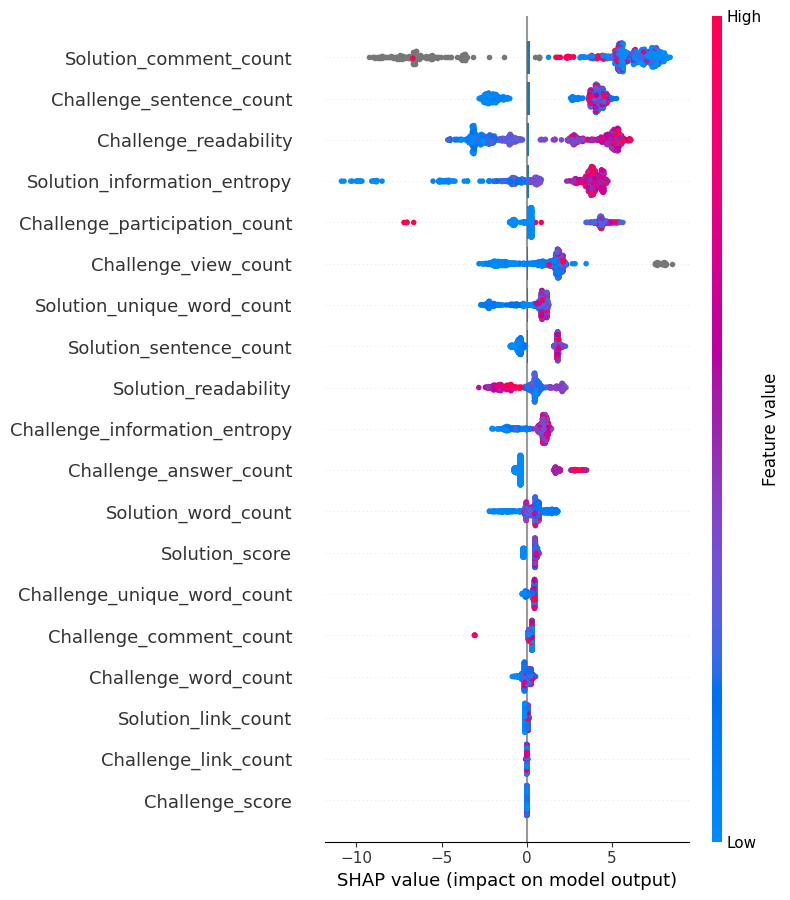 High
Solution_comment_count
Challenge_sentence_count
Challenge_readability
Solution_information_entropy
Challenge_participation_count
Challenge_view_count
Solution_unique_word_count
Solution_sentence_count
Solution_readability
Challenge_information_entropy
Challenge_answer_count
Solution_word_count
Solution_score
Challenge_unique_word_count
Challenge_comment_count
Challenge_word_count
Solution_link_count
Challenge_link_count
Challenge_score
Feature value
Low
−10 −5 0 5
SHAP value (impact on model output)